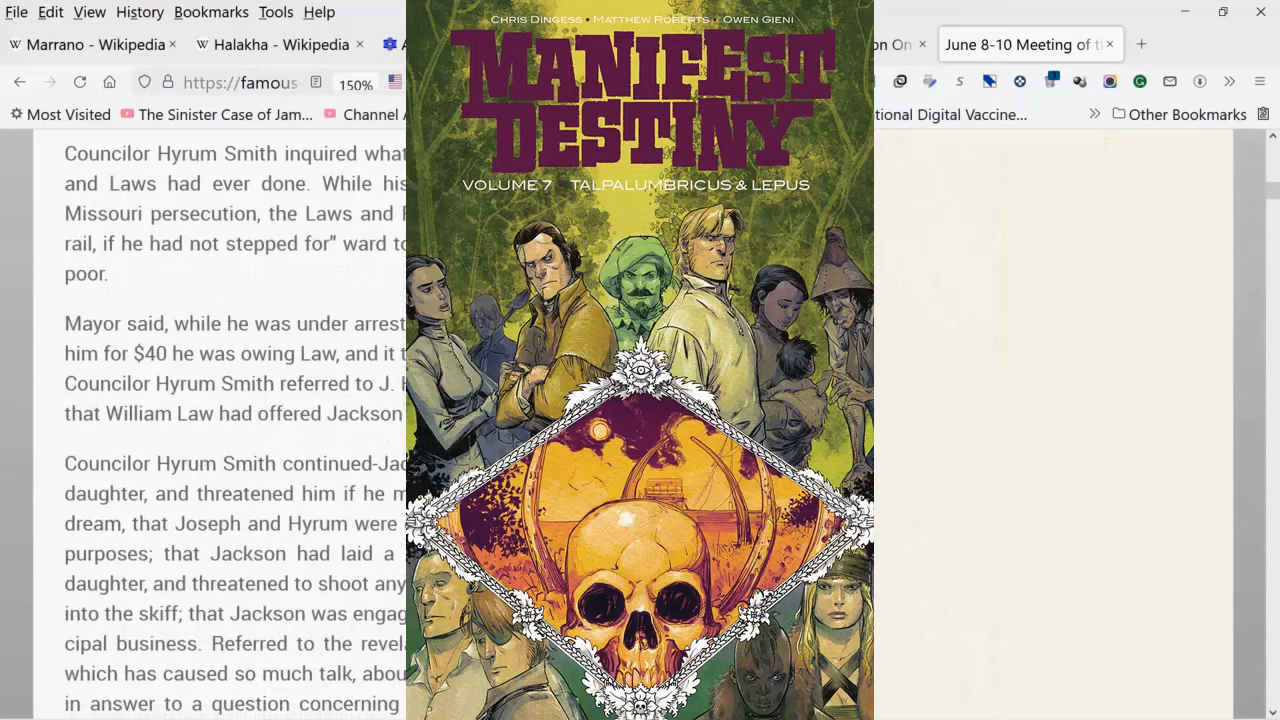 File Edit View History Bookmarks Tools Help
Marrano - Wikipedia
Halakha - Wikipedia
on On
June 8-10 Meeting of t
https://famous-
150%
Most Visited
The Sinister Case of Jam...
Channel
tional Digital Vaccine...
Other Bookmarks
Councilor Hyrum Smith inquired what
and Laws had ever done. While his
Missouri persecution, the Laws and
rail, if he had not stepped for" ward to
poor.
Mayor said, while he was under arrest
him for $40 he was owing Law, and it t
Councilor Hyrum Smith referred to J. H
that William Law had offered Jackson
Councilor Hyrum Smith continued-Jac
daughter, and threatened him if he m
dream, that Joseph and Hyrum were
purposes; that Jackson had laid a
daughter, and threatened to shoot any
into the skiff; that Jackson was engag
cipal business. Referred to the revel
which has caused so much talk, abou
in answer to a question concerning
CHRIS DINGESS • MATTHEW ROBERTS • OWEN GIENI
MANIFEST
DESTINY
VOLUME 7 TALPALUMBRICUS & LEPUS